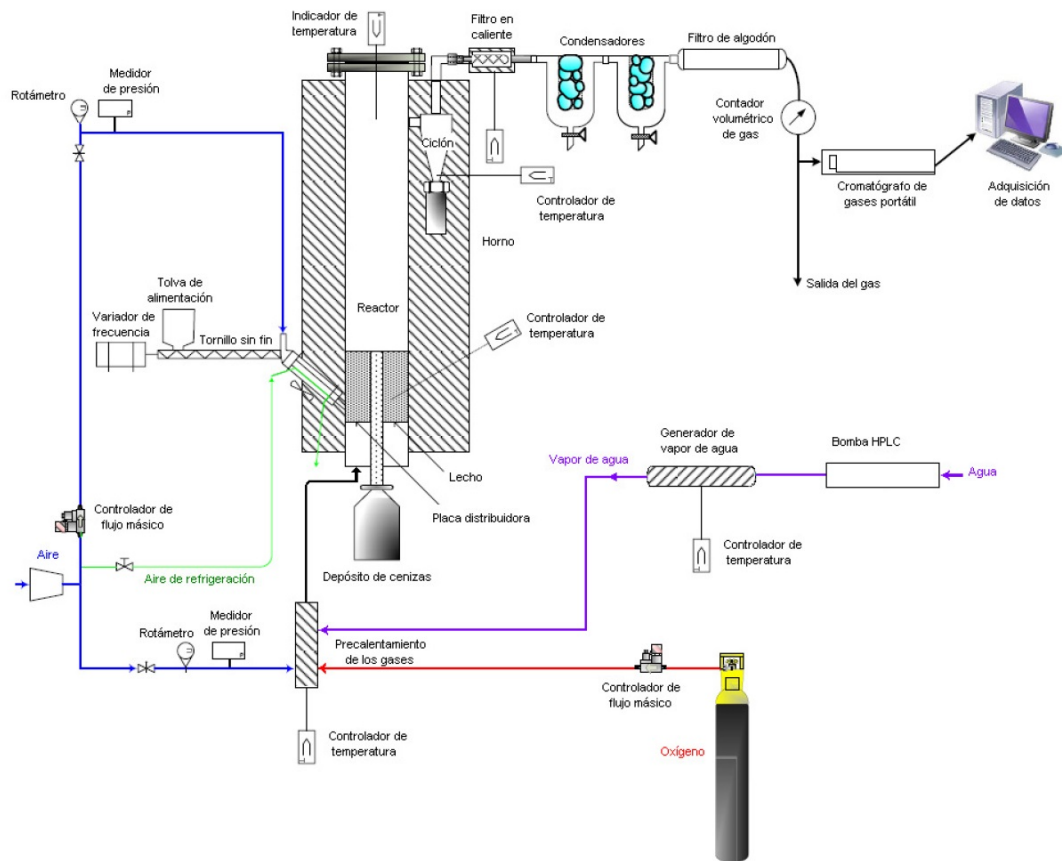 Indicador de
temperatura
Filtro en
caliente
Condensadores
Filtro de algodón
Medidor
de presión
Rotámetro
Contador
volumétrico
de gas
Ciclón
Cromatógrafo de
gases portátil
Adquisición
de datos
Controlador de
temperatura
Horno
Salida del gas
Tolva de
alimentación
Reactor
Controlador de
temperatura
Variador de
frecuencia
Tornillo sin fin
Generador de
vapor de agua
Bomba HPLC
Vapor de agua
Agua
Lecho
Placa distribuidora
Controlador de
flujo másico
Controlador de
temperatura
Aire
Aire de refrigeración
Depósito de cenizas
Medidor
de presión
Rotámetro
Precalentamiento
de los gases
Controlador de
flujo másico
Controlador de
temperatura
Oxígeno